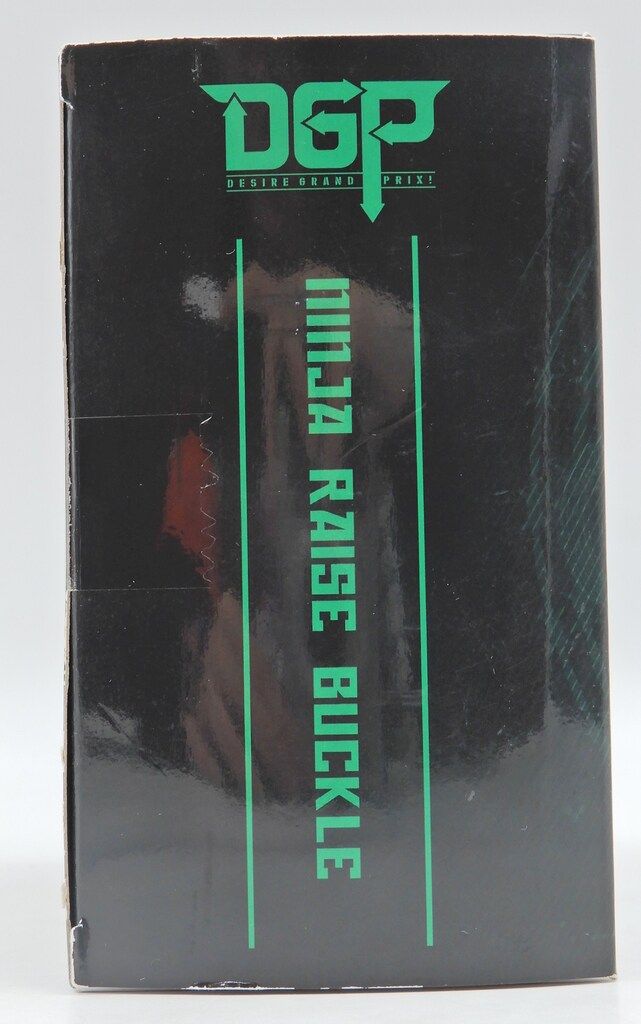 DGP
DESIRE GRAND PRIX!
NINJA RAISE BUCKLE